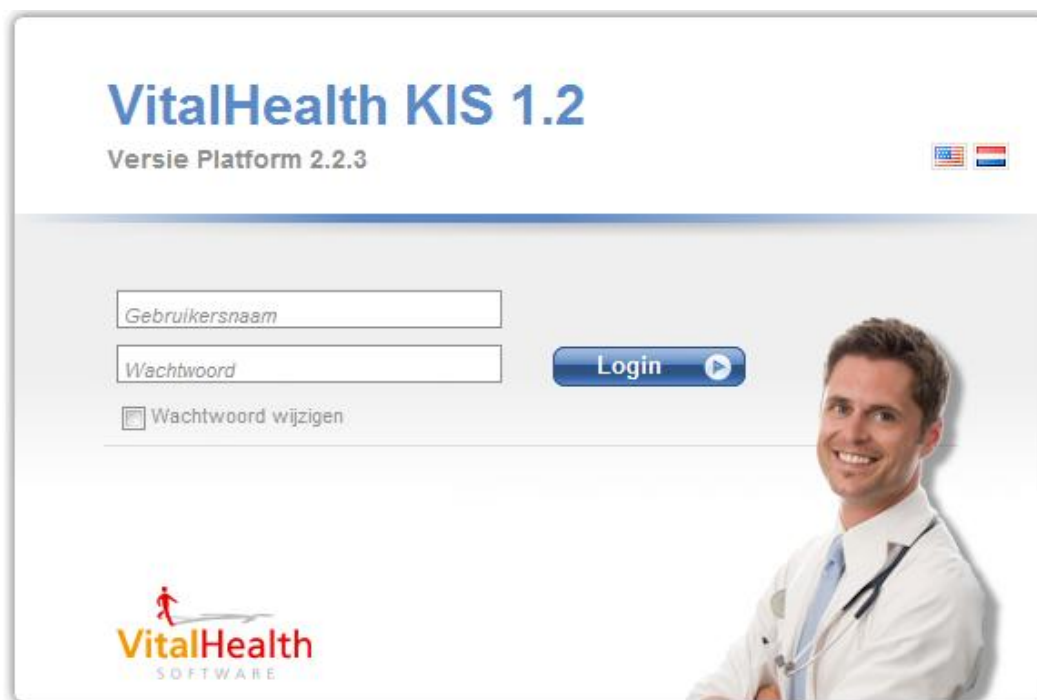 VitalHealth KIS 1.2
Versie Platform 2.2.3
Gebruikersnaam
Wachtwoord
Login
Wachtwoord wijzigen
VitalHealth
SOFTWARE